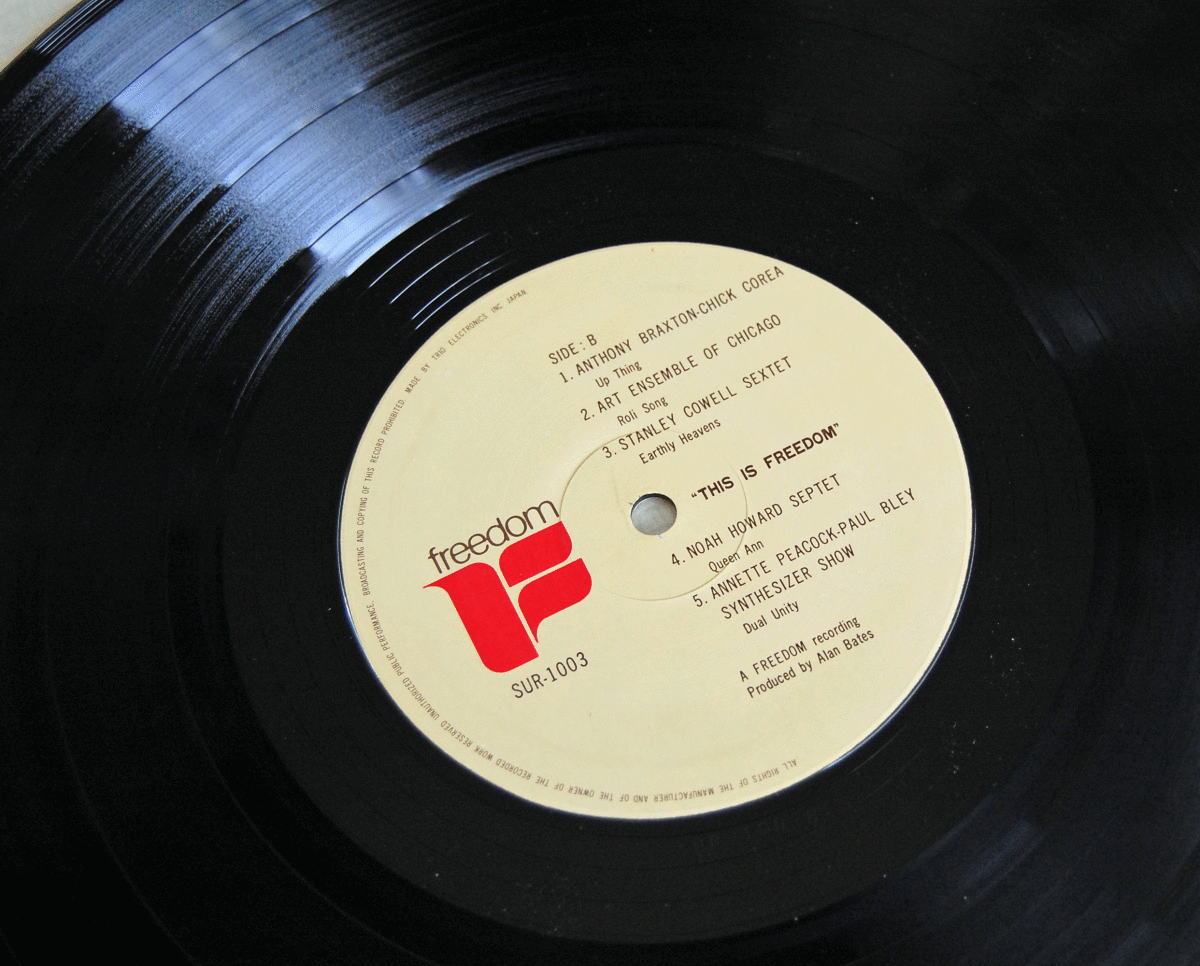 SIDE : B
1. ANTHONY BRAXTON-CHICK COREA
Up Thing
2. ART ENSEMBLE OF CHICAGO
Roli Song
3. STANLEY COWELL SEXTET
Earthly Heavens
"THIS IS FREEDOM"
4. NOAH HOWARD SEPTET
Queen Ann
5. ANNETTE PEACOCK-PAUL BLEY
SYNTHESIZER SHOW
Dual Unity
A FREEDOM recording
Produced by Alan Bates
freedom
SUR-1003
ALL RIGHTS OF THE MANUFACTURER AND OF THE OWNER OF THE RECORDED WORK RESERVED UNAUTHORIZED PUBLIC PERFORMANCE. BROADCASTING AND COPYING OF THIS RECORD PROHIBITED. MADE BY TRIO ELECTRONICS INC JAPAN.